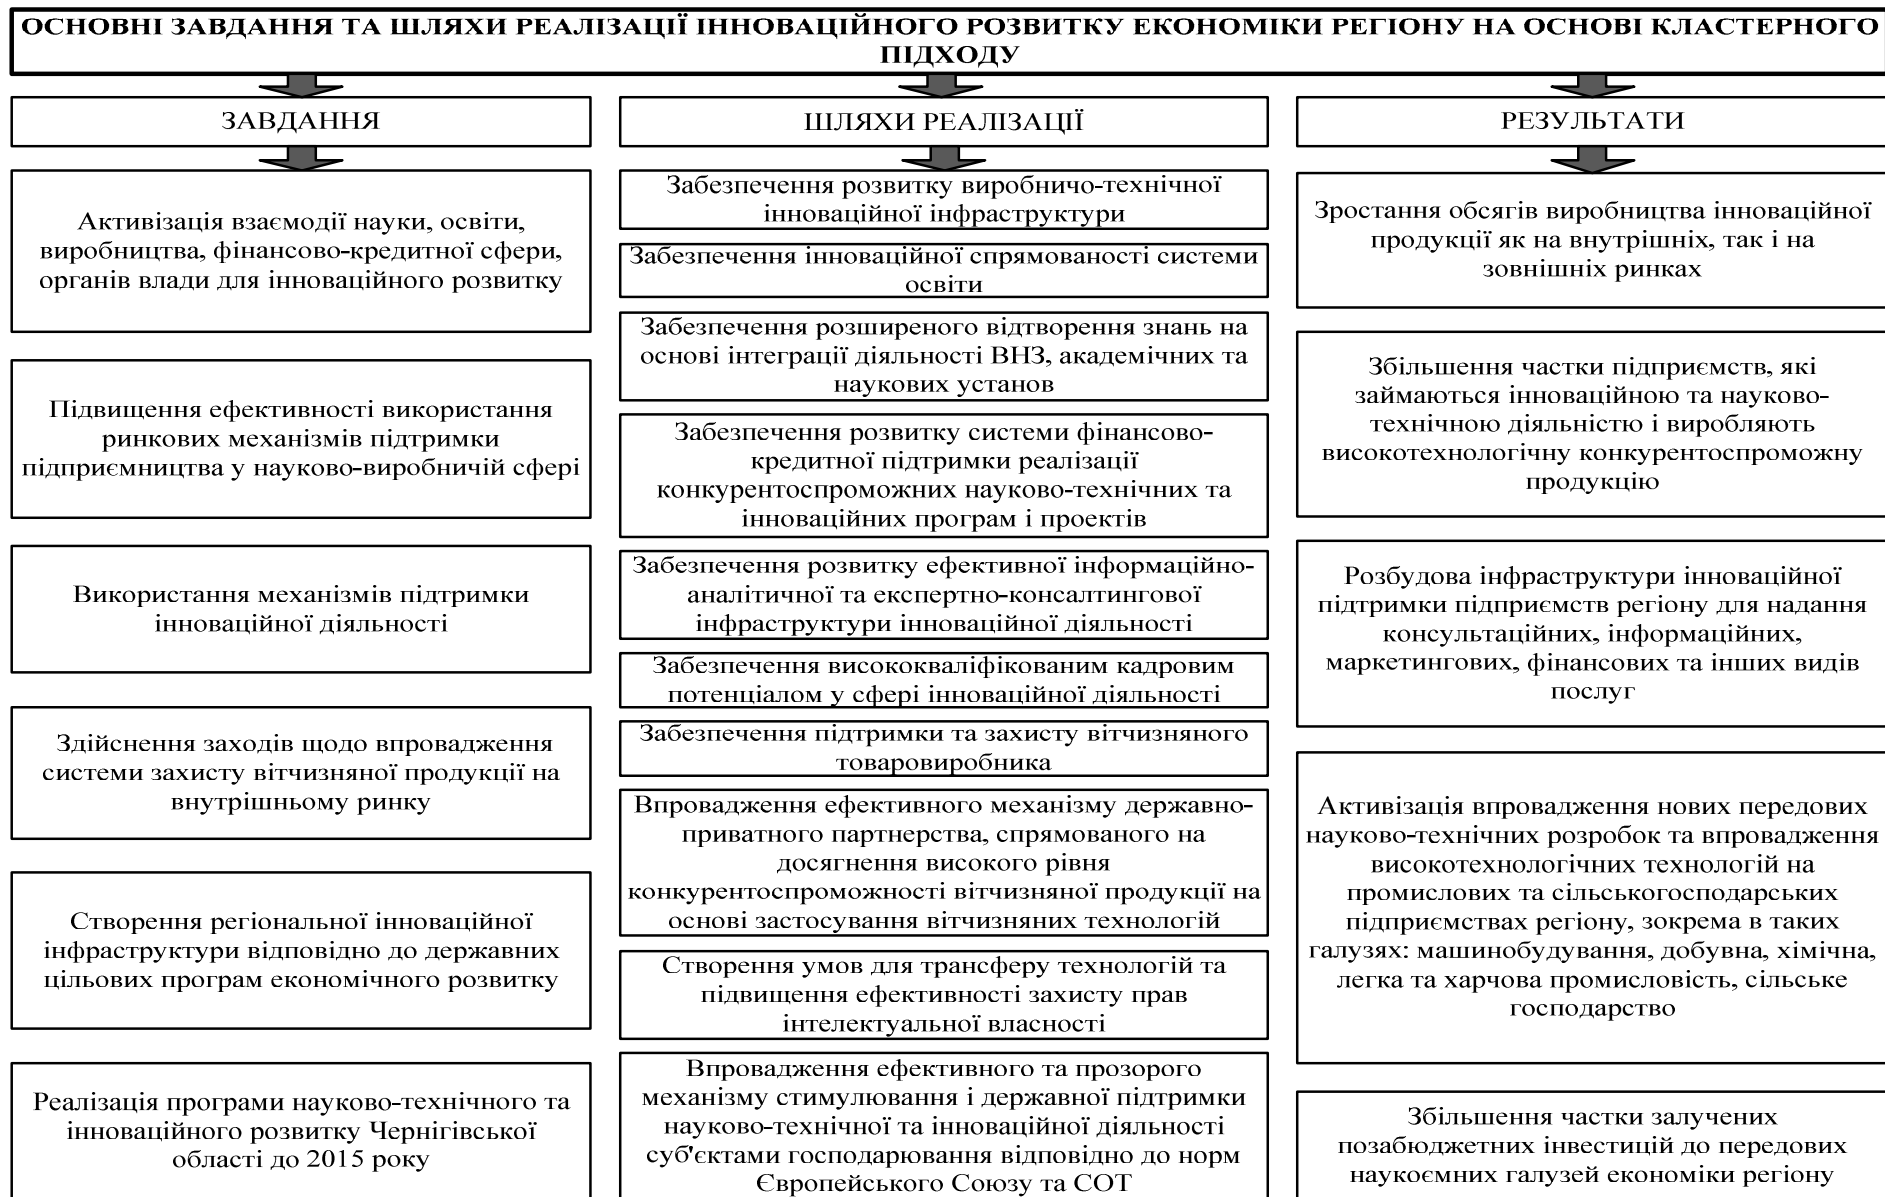 ОСНОВНІ ЗАВДАННЯ ТА ШЛЯХИ РЕАЛІЗАЦІЇ ІННОВАЦІЙНОГО РОЗВИТКУ ЕКОНОМІКИ РЕГІОНУ НА ОСНОВІ КЛАСТЕРНОГО
ПІДХОДУ
ЗАВДАННЯ
Активізація взаємодії науки, освіти,
виробництва, фінансово-кредитної сфери,
органів влади для інноваційного розвитку
Підвищення ефективності використання
ринкових механізмів підтримки
підприємництва у науково-виробничій сфері
Використання механізмів підтримки
інноваційної діяльності
Здійснення заходів щодо впровадження
системи захисту вітчизняної продукції на
внутрішньому ринку
Створення регіональної інноваційної
інфраструктури відповідно до державних
цільових програм економічного розвитку
Реалізація програми науково-технічного та
інноваційного розвитку Чернігівської
області до 2015 року
ШЛЯХИ РЕАЛІЗАЦІЇ
Забезпечення розвитку виробничо-технічної
інноваційної інфраструктури
Забезпечення інноваційної спрямованості системи
освіти
Забезпечення розширеного відтворення знань на
основі інтеграції діяльності ВНЗ, академічних та
наукових установ
Забезпечення розвитку системи фінансово-
кредитної підтримки реалізації
конкурентоспроможних науково-технічних та
інноваційних програм і проектів
Забезпечення розвитку ефективної інформаційно-
аналітичної та експертно-консалтингової
інфраструктури інноваційної діяльності
Забезпечення висококваліфікованим кадровим
потенціалом у сфері інноваційної діяльності
Забезпечення підтримки та захисту вітчизняного
товаровиробника
Впровадження ефективного механізму державно-
приватного партнерства, спрямованого на
досягнення високого рівня
конкурентоспроможності вітчизняної продукції на
основі застосування вітчизняних технологій
Створення умов для трансферу технологій та
підвищення ефективності захисту прав
інтелектуальної власності
Впровадження ефективного та прозорого
механізму стимулювання і державної підтримки
науково-технічної та інноваційної діяльності
суб'єктами господарювання відповідно до норм
Європейського Союзу та СОТ
РЕЗУЛЬТАТИ
Зростання обсягів виробництва інноваційної
продукції як на внутрішніх, так і на
зовнішніх ринках
Збільшення частки підприємств, які
займаються інноваційною та науково-
технічною діяльністю і виробляють
високотехнологічну конкурентоспроможну
продукцію
Розбудова інфраструктури інноваційної
підтримки підприємств регіону для надання
консультаційних, інформаційних,
маркетингових, фінансових та інших видів
послуг
Активізація впровадження нових передових
науково-технічних розробок та впровадження
високотехнологічних технологій на
промислових та сільськогосподарських
підприємствах регіону, зокрема в таких
галузях: машинобудування, добувна, хімічна,
легка та харчова промисловість, сільське
господарство
Збільшення частки залучених
позабюджетних інвестицій до передових
наукоємних галузей економіки регіону